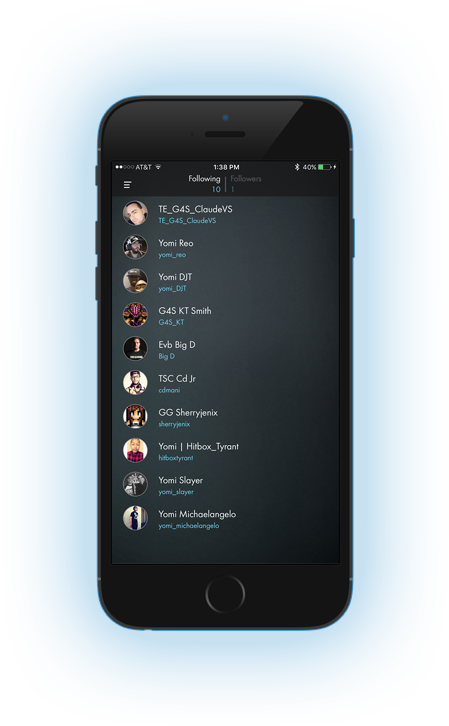 AT&T 1:38 PM 40%
Following Followers
10 1
TE_G4S_ClaudeVS
TE_G4S_ClaudeVS
Yomi Reo
yomi_reo
Yomi DJT
yomi_DJT
G4S KT Smith
G4S_KT
Evb Big D
Big D
TSC Cd Jr
cdmani
GG Sherryjenix
sherryjenix
Yomi | Hitbox_Tyrant
hitboxtyrant
Yomi Slayer
yomi_slayer
Yomi Michaelangelo
yomi_michaelangelo